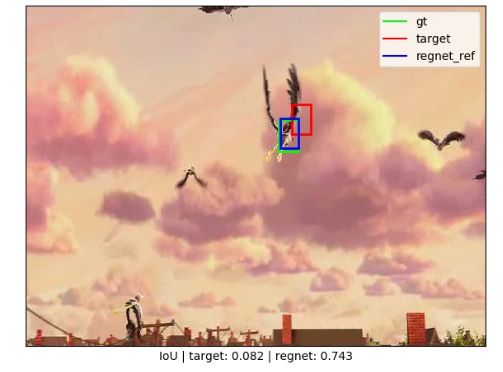 gt
target
regnet_ref
IoU | target: 0.082 | regnet: 0.743